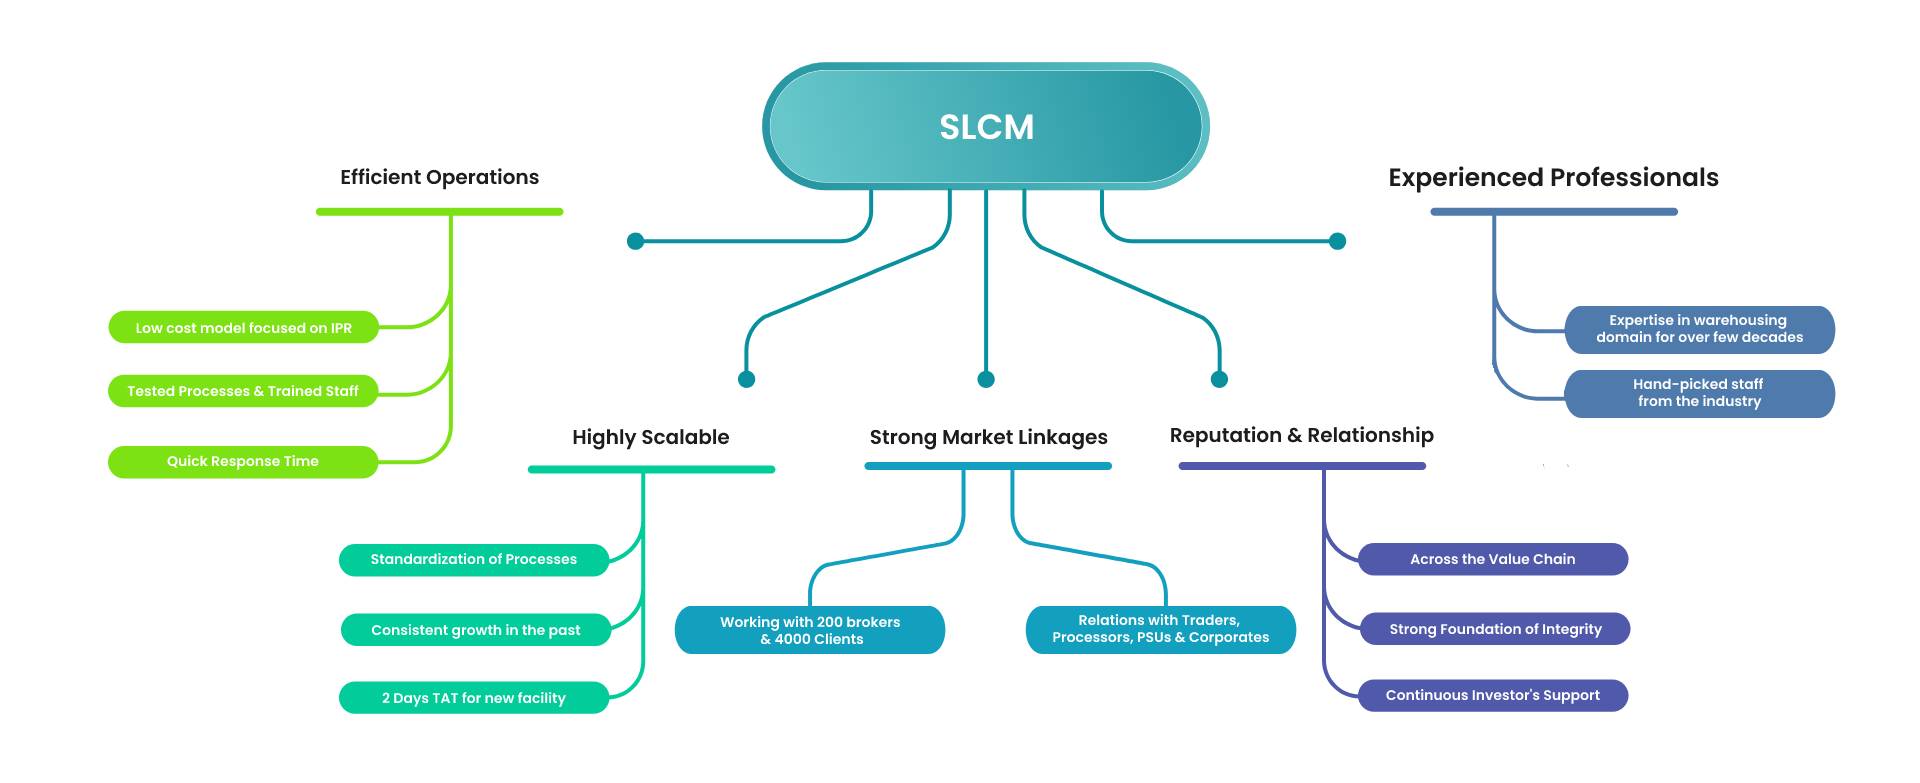 SLCM
Efficient Operations
Low cost model focused on IPR
Tested Processes & Trained Staff
Quick Response Time
Highly Scalable
Standardization of Processes
Consistent growth in the past
2 Days TAT for new facility
Strong Market Linkages
Working with 200 brokers
& 4000 Clients
Relations with Traders,
Processors, PSUs & Corporates
Reputation & Relationship
Across the Value Chain
Strong Foundation of Integrity
Continuous Investor's Support
Experienced Professionals
Expertise in warehousing
domain for over few decades
Hand-picked staff
from the industry